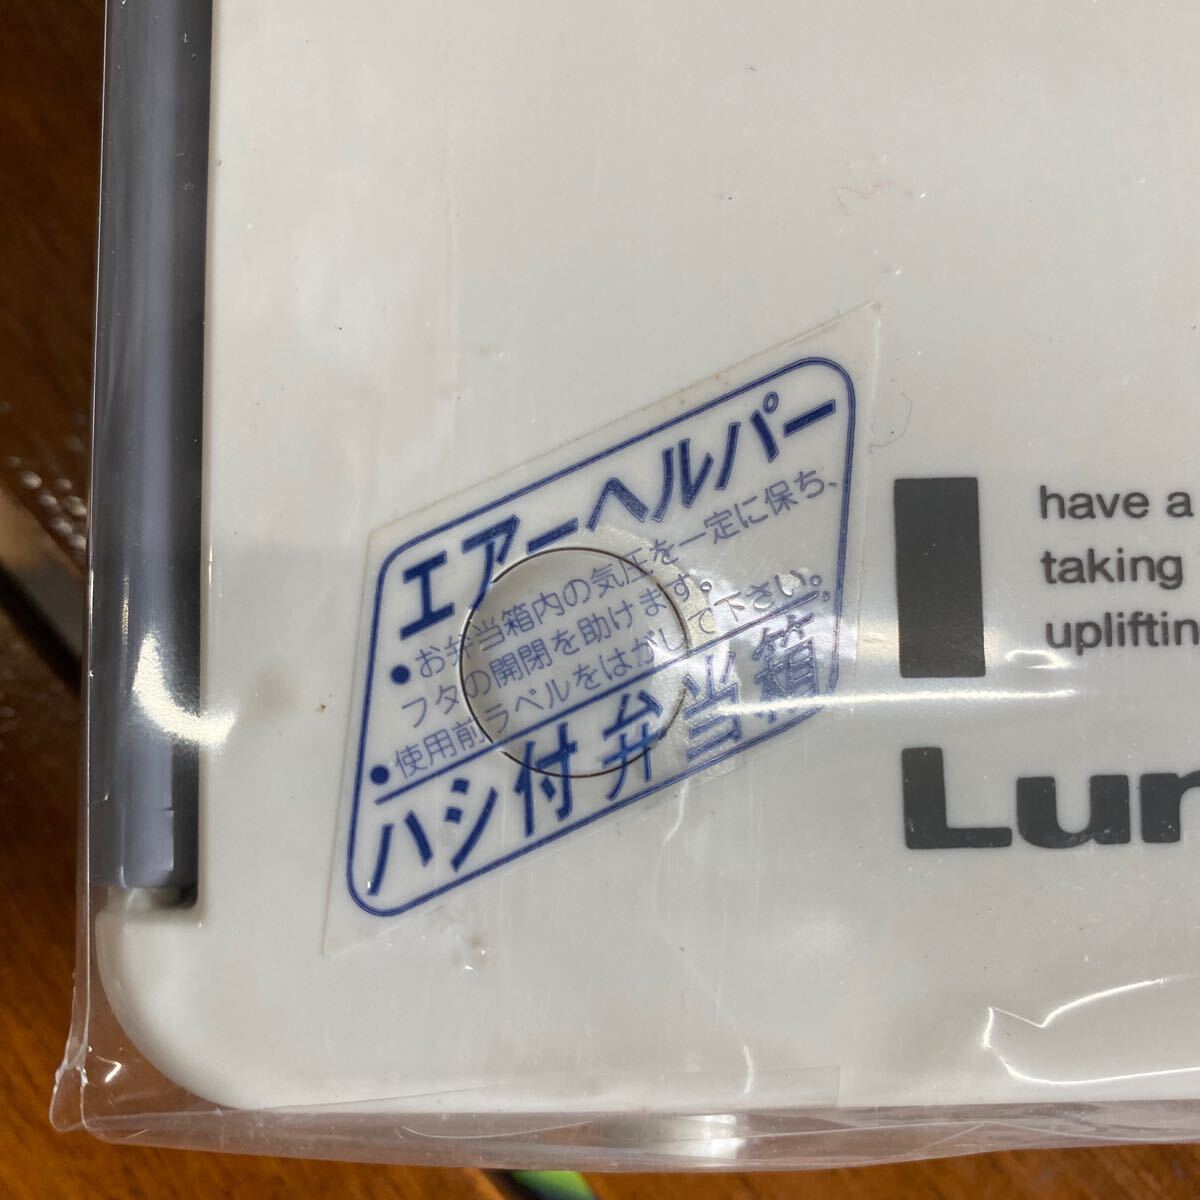 エアーヘルパー
•お弁当箱内の気圧を一定に保ち、
フタの開閉を助けます。
•使用前ラベルをはがして下さい。
ハシ付弁当箱
have a
taking
upliftin
Lun